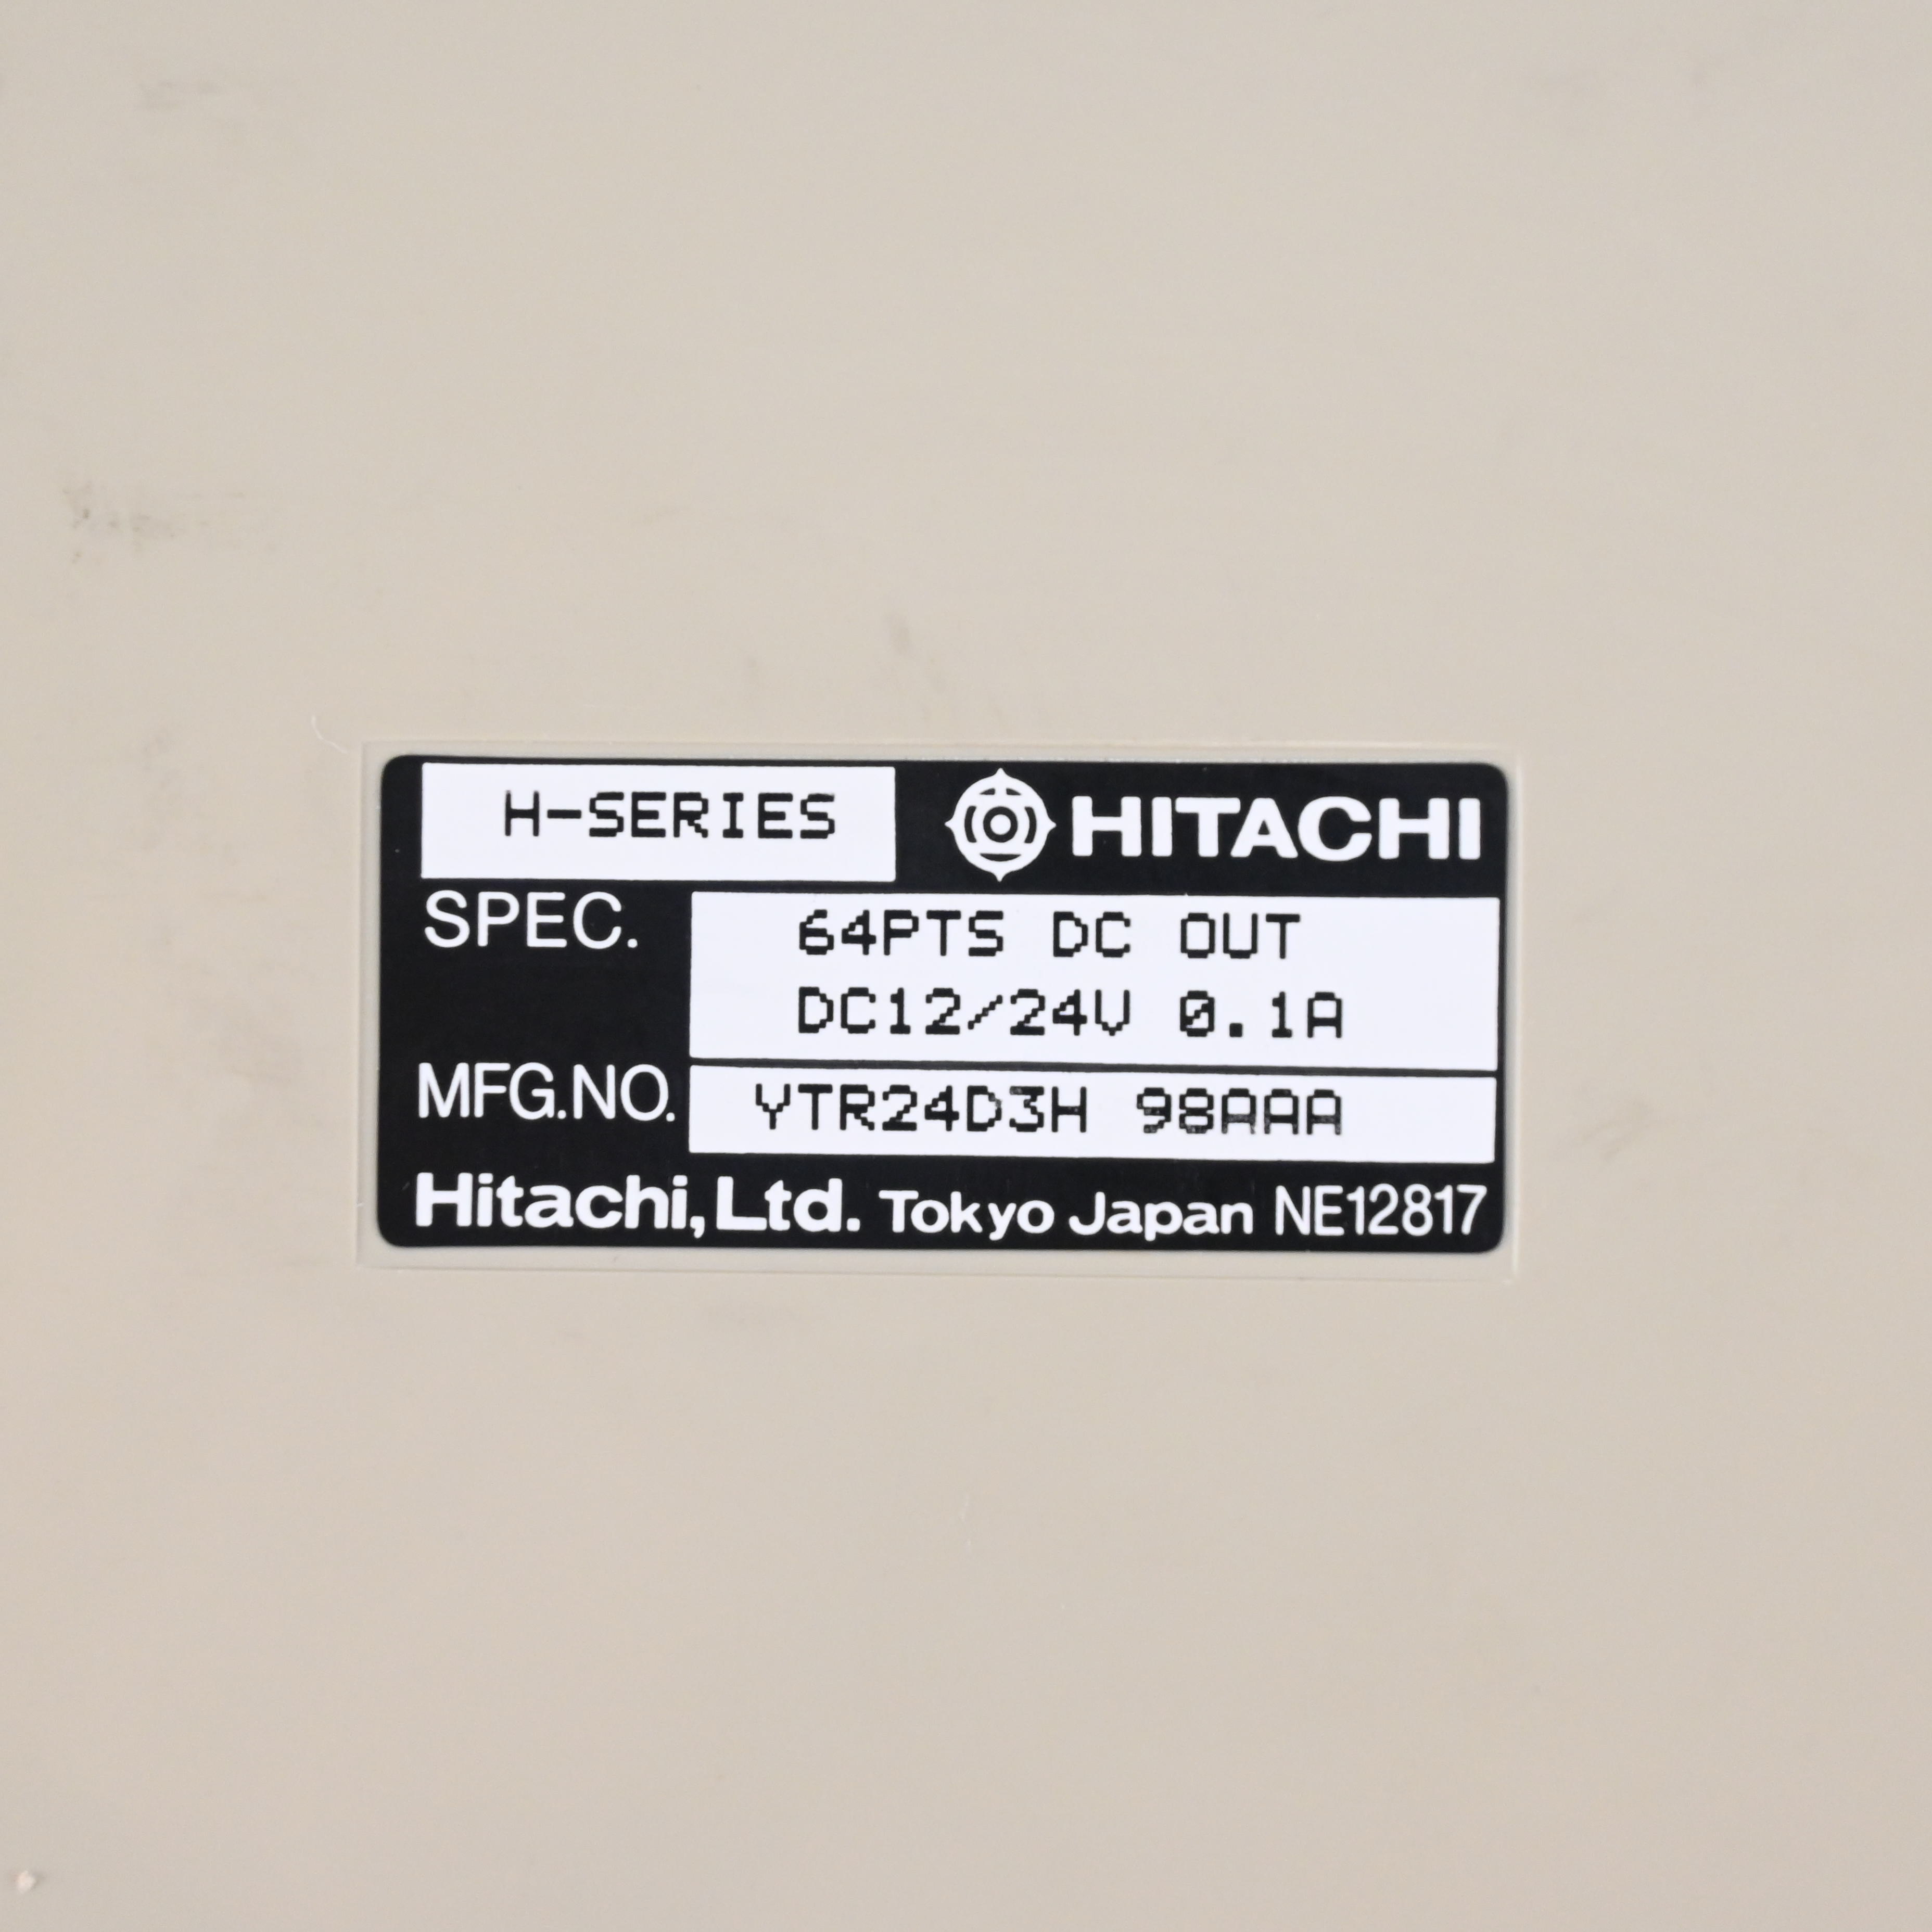 H-SERIES HITACHI
SPEC. 64PTS DC OUT
DC12/24V 0.1A
MFG.NO. YTR24D3H 98AAA
Hitachi,Ltd. Tokyo Japan NE12817